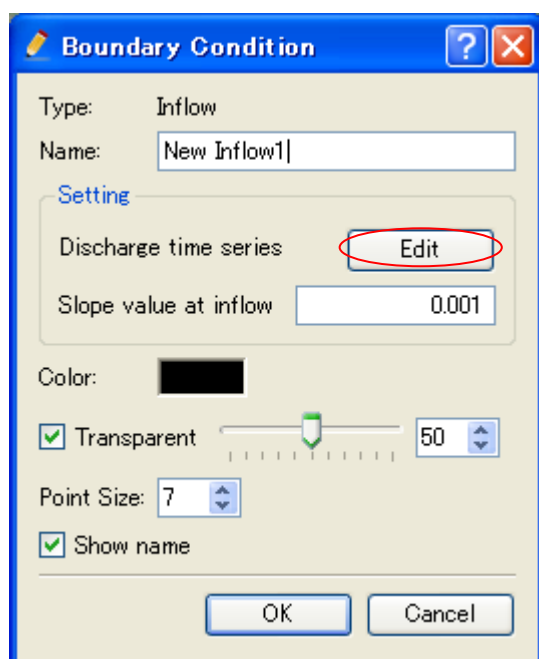 Boundary Condition
Type: Inflow
Name: New Inflow1
Setting
Discharge time series Edit
Slope value at inflow 0.001
Color:
Transparent 50
Point Size: 7
Show name
OK Cancel